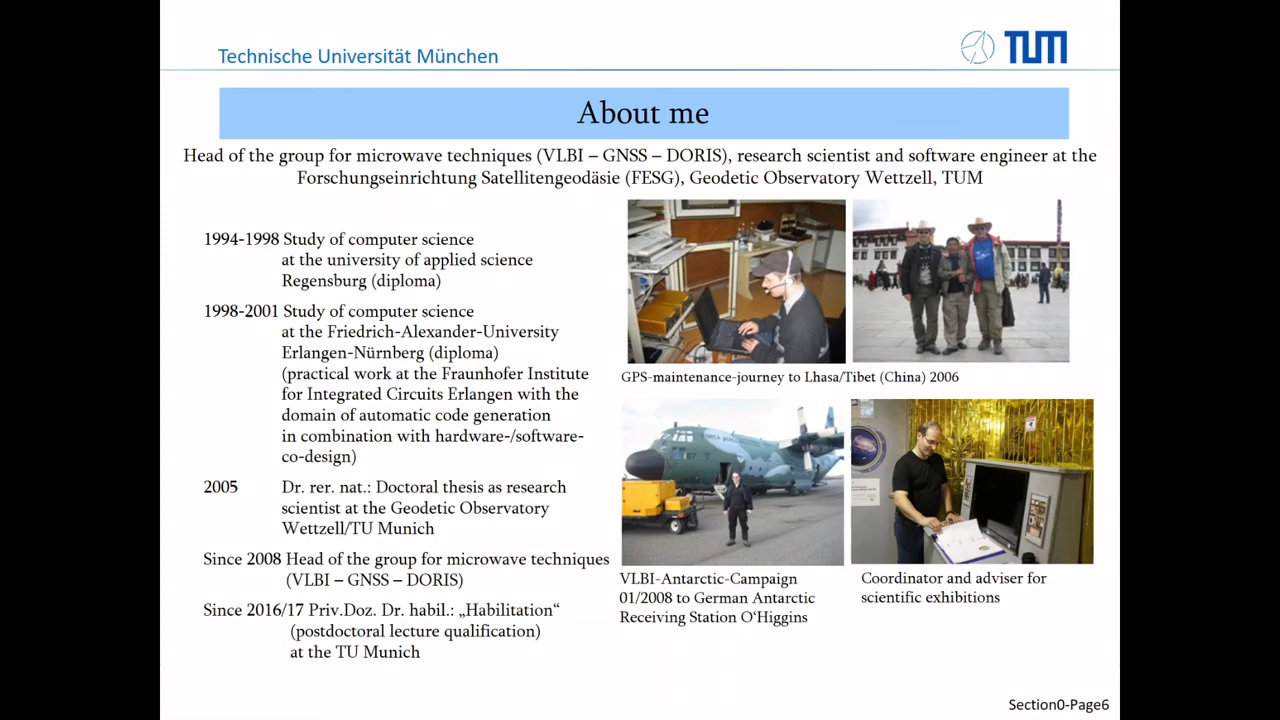 Technische Universität München
TUM
About me
Head of the group for microwave techniques (VLBI – GNSS – DORIS), research scientist and software engineer at the
Forschungseinrichtung Satellitengeodäsie (FESG), Geodetic Observatory Wettzell, TUM
1994-1998 Study of computer science
at the university of applied science
Regensburg (diploma)
1998-2001 Study of computer science
at the Friedrich-Alexander-University
Erlangen-Nürnberg (diploma)
(practical work at the Fraunhofer Institute
for Integrated Circuits Erlangen with the
domain of automatic code generation
in combination with hardware-/software-
co-design)
2005 Dr. rer. nat.: Doctoral thesis as research
scientist at the Geodetic Observatory
Wettzell/TU Munich
Since 2008 Head of the group for microwave techniques
(VLBI – GNSS – DORIS)
Since 2016/17 Priv.Doz. Dr. habil.: „Habilitation“
(postdoctoral lecture qualification)
at the TU Munich
GPS-maintenance-journey to Lhasa/Tibet (China) 2006
VLBI-Antarctic-Campaign
01/2008 to German Antarctic
Receiving Station O‘Higgins
Coordinator and adviser for
scientific exhibitions
Section0-Page6